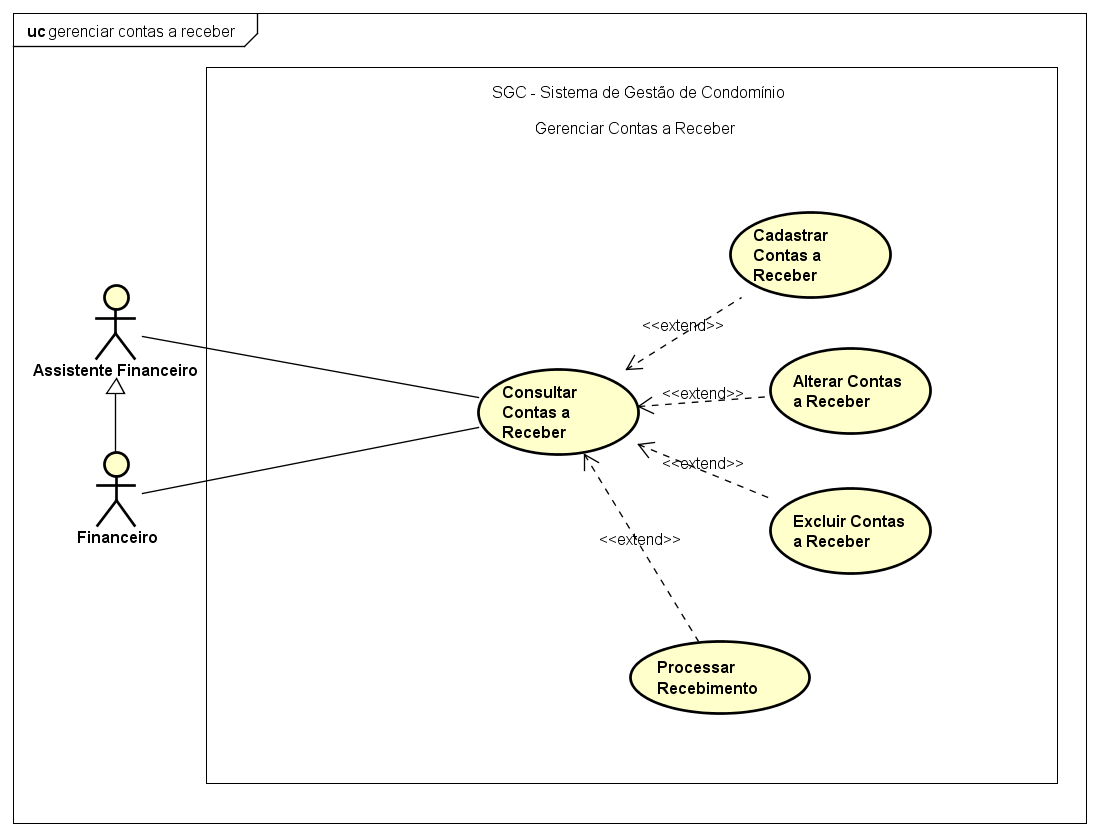 uc gerenciar contas a receber
SGC - Sistema de Gestão de Condomínio
Gerenciar Contas a Receber
Cadastrar
Contas a
Receber
<<extend>>
Assistente Financeiro
Consultar
Contas a
Receber
<<extend>>
Alterar Contas
a Receber
<<extend>>
Excluir Contas
a Receber
Financeiro
<<extend>>
Processar
Recebimento